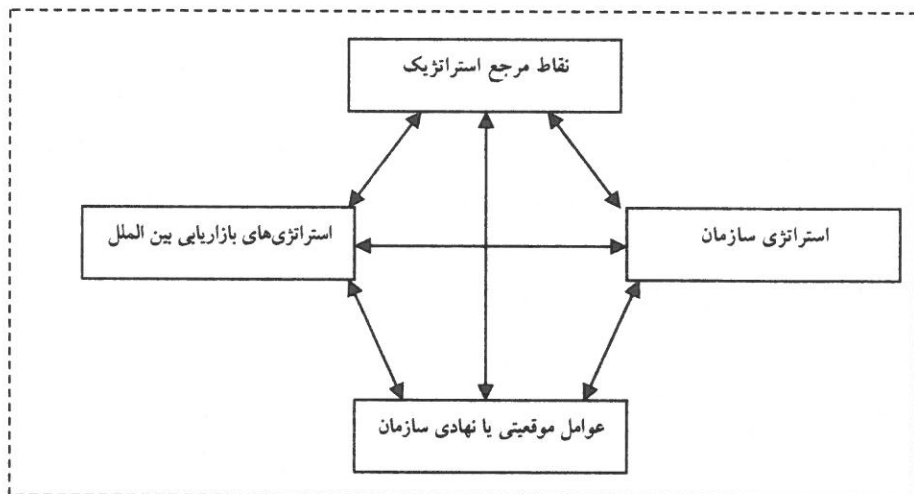 نقاط مرجع استراتژیک
استراتژی سازمان
استراتژی‌های بازاریابی بین الملل
عوامل موقعیتی یا نهادی سازمان